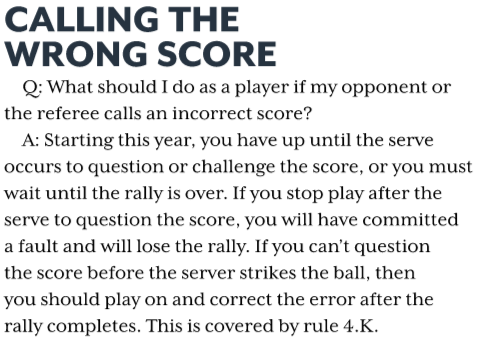 CALLING THE
WRONG SCORE
Q: What should I do as a player if my opponent or
the referee calls an incorrect score?
A: Starting this year, you have up until the serve
occurs to question or challenge the score, or you must
wait until the rally is over. If you stop play after the
serve to question the score, you will have committed
a fault and will lose the rally. If you can’t question
the score before the server strikes the ball, then
you should play on and correct the error after the
rally completes. This is covered by rule 4.K.